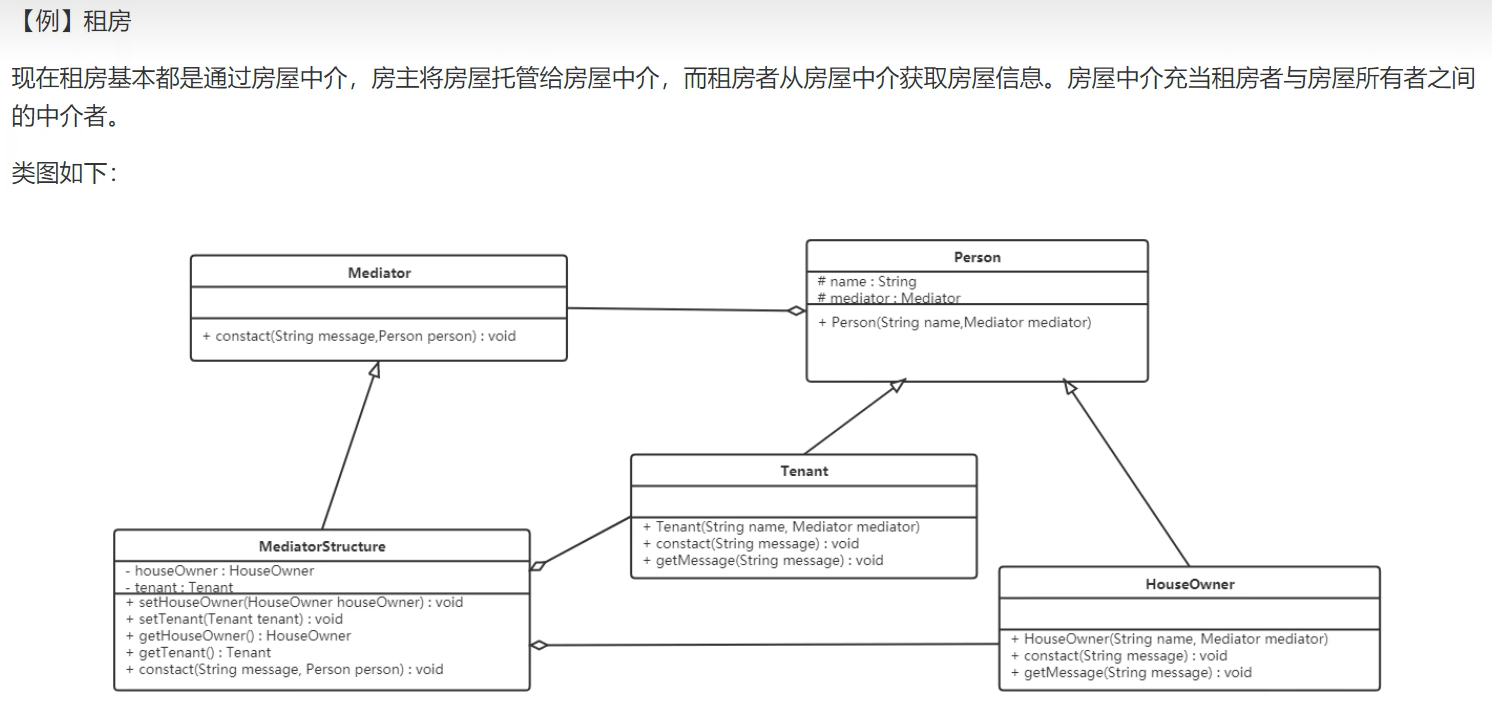 【例】租房
现在租房基本都是通过房屋中介，房主将房屋托管给房屋中介，而租房者从房屋中介获取房屋信息。房屋中介充当租房者与房屋所有者之间
的中介者。
类图如下：
Mediator
+ constact(String message,Person person) : void
Person
# name : String
# mediator : Mediator
+ Person(String name,Mediator mediator)
Tenant
+ Tenant(String name, Mediator mediator)
+ constact(String message) : void
+ getMessage(String message) : void
MediatorStructure
- houseOwner : HouseOwner
- tenant : Tenant
+ setHouseOwner(HouseOwner houseOwner) : void
+ setTenant(Tenant tenant) : void
+ getHouseOwner() : HouseOwner
+ getTenant() : Tenant
+ constact(String message, Person person) : void
HouseOwner
+ HouseOwner(String name, Mediator mediator)
+ constact(String message) : void
+ getMessage(String message) : void